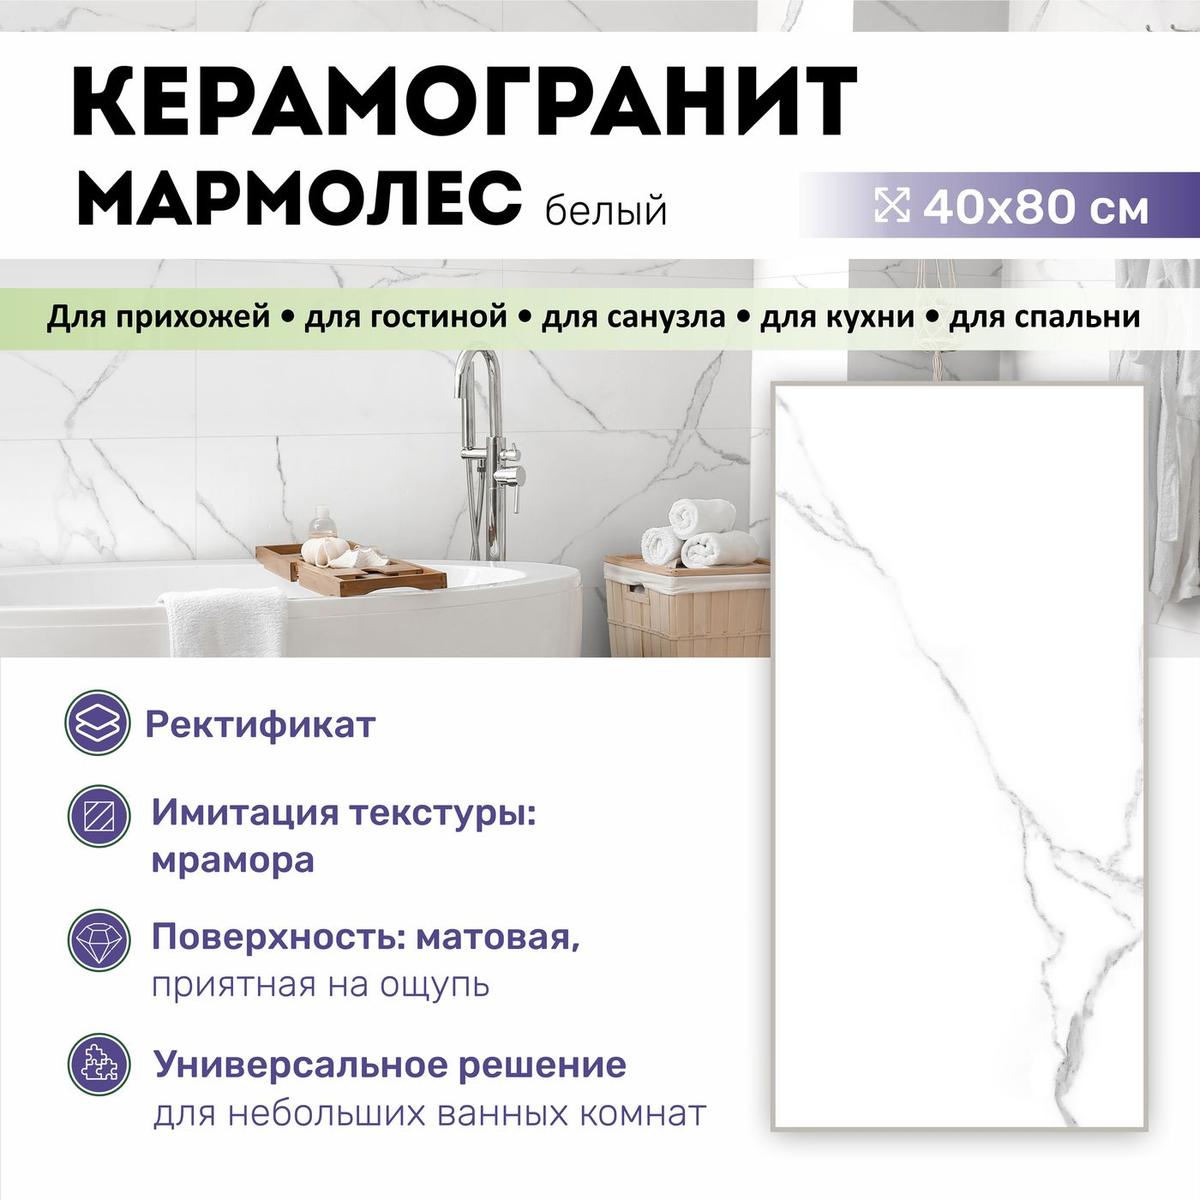 КЕРАМОГРАНИТ
МАРМОЛЕС белый
40х80 см
Для прихожей • для гостиной • для санузла • для кухни • для спальни
Ректификат
Имитация текстуры:
мрамора
Поверхность: матовая,
приятная на ощупь
Универсальное решение
для небольших ванных комнат